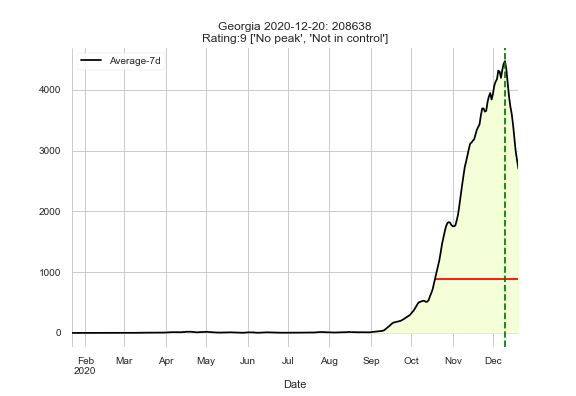 Georgia 2020-12-20: 208638
Rating:9 ['No peak', 'Not in control']
Average-7d
4000
3000
2000
1000
0
Feb Mar Apr May Jun Jul Aug Sep Oct Nov Dec
2020
Date